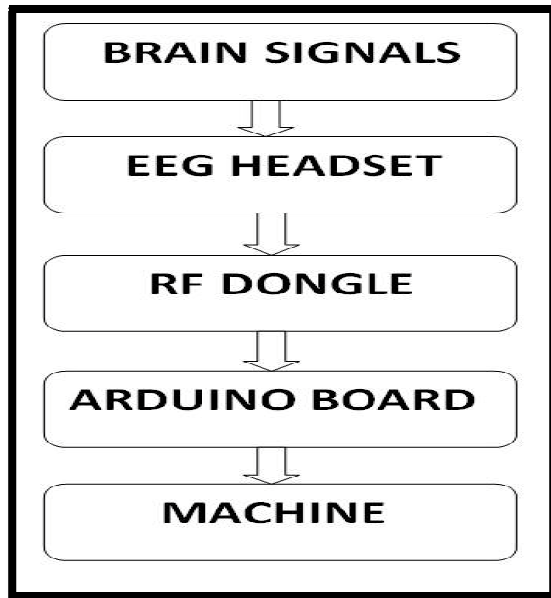 BRAIN SIGNALS
EEG HEADSET
RF DONGLE
ARDUINO BOARD
MACHINE